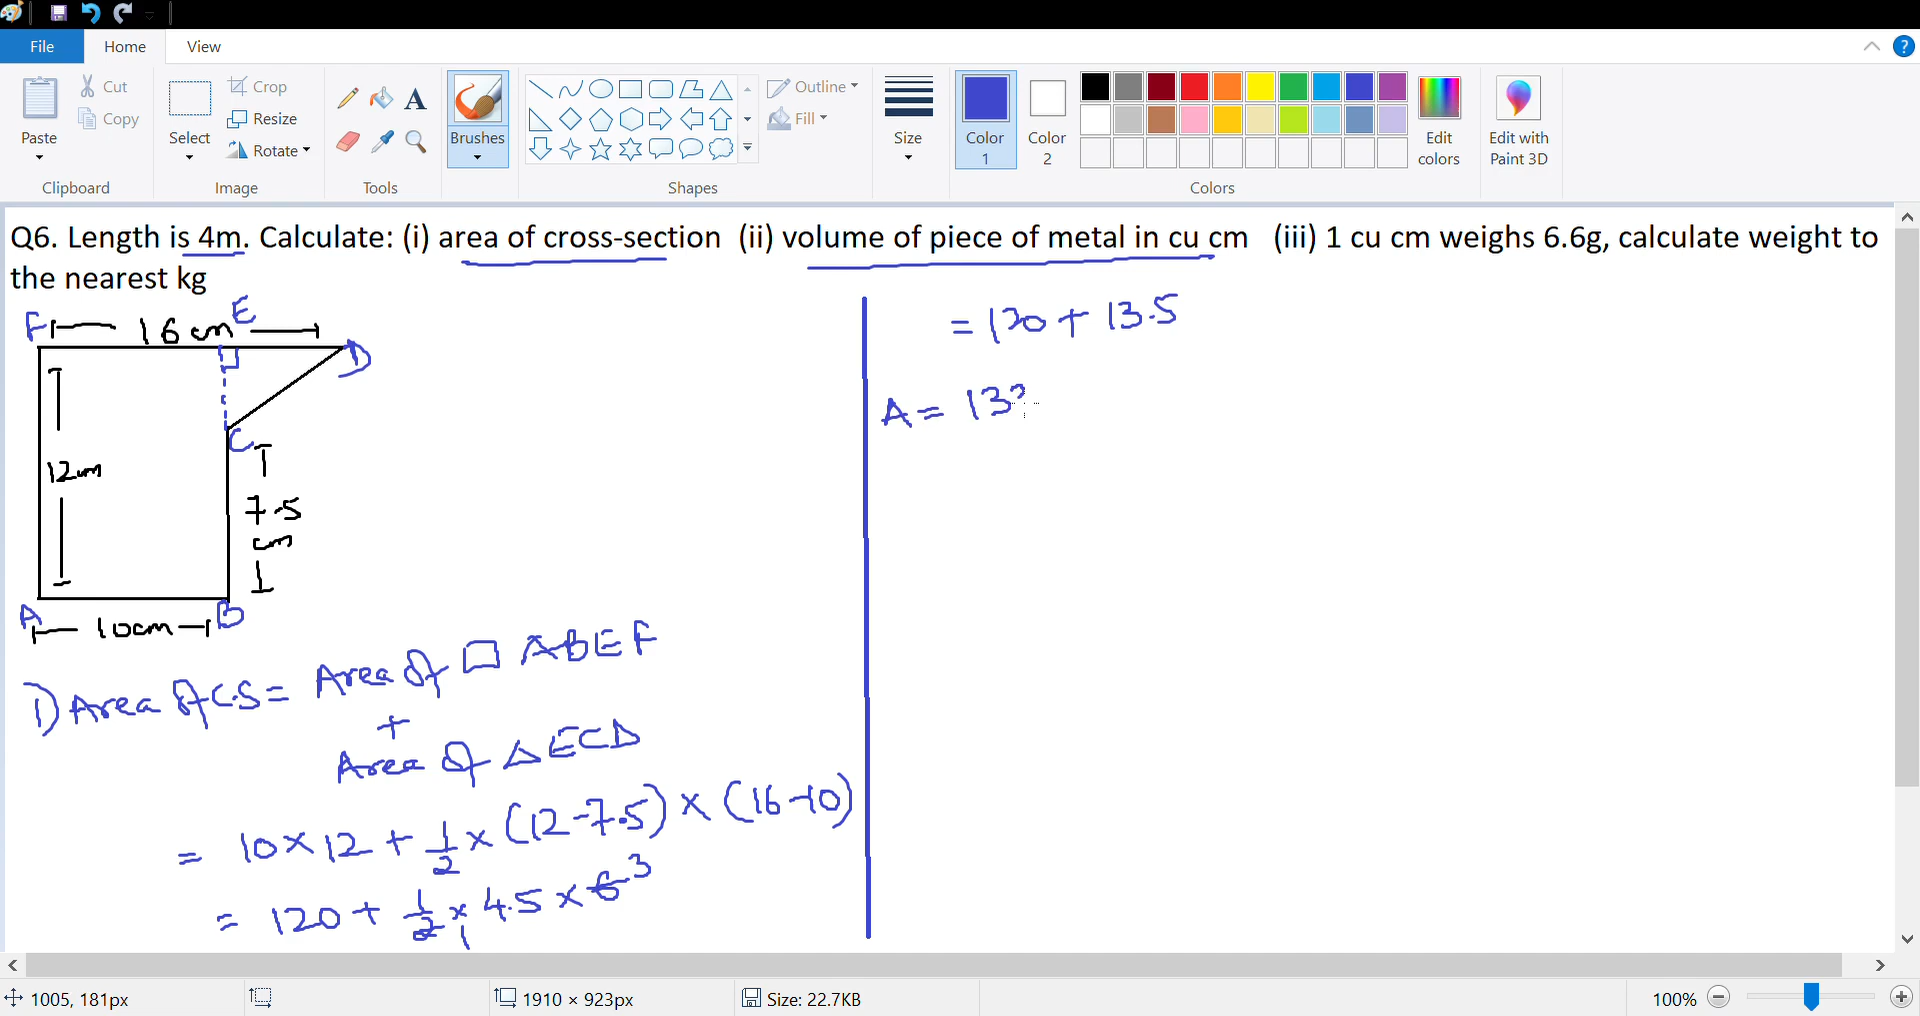 File Home View
Paste
Cut
Copy
Clipboard
Select
Crop
Resize
Rotate
Image
A
Tools
Brushes
Shapes
Outline
Fill
Size
Color 1
Color 2
Edit colors
Edit with Paint 3D
Colors
Q6. Length is 4m. Calculate: (i) area of cross-section (ii) volume of piece of metal in cu cm (iii) 1 cu cm weighs 6.6g, calculate weight to
the nearest kg
F 16 cm E
D
C
12cm
7.5
cm
A 10cm B
1) Area of C.S = Area of □ ABEF
+
Area of △ ECD
= 10 × 12 + 1/2 × (12 - 7.5) × (16 - 10)
= 120 + 1/2 × 4.5 × 6 3
1
= 120 + 13.5
A = 133
1005, 181px 1910 × 923px Size: 22.7KB 100%